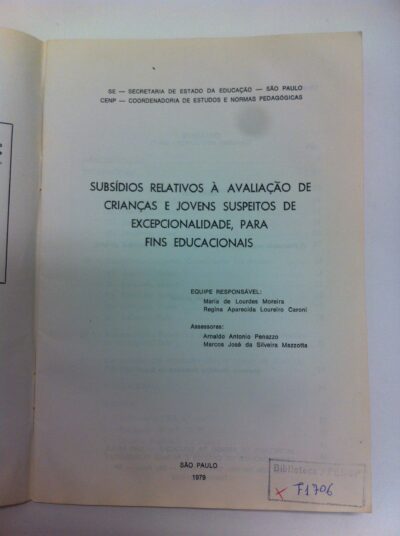 SE — SECRETARIA DE ESTADO DA EDUCAÇÃO — SÃO PAULO
CENP — COORDENADORIA DE ESTUDOS E NORMAS PEDAGÓGICAS
SUBSÍDIOS RELATIVOS À AVALIAÇÃO DE
CRIANÇAS E JOVENS SUSPEITOS DE
EXCEPCIONALIDADE, PARA
FINS EDUCACIONAIS
EQUIPE RESPONSÁVEL:
Maria de Lourdes Moreira
Regina Aparecida Loureiro Caroni
Assessores:
Arnaldo Antonio Penazzo
Marcos José da Silveira Mazzotta
SÃO PAULO
1979
Biblioteca
F1706